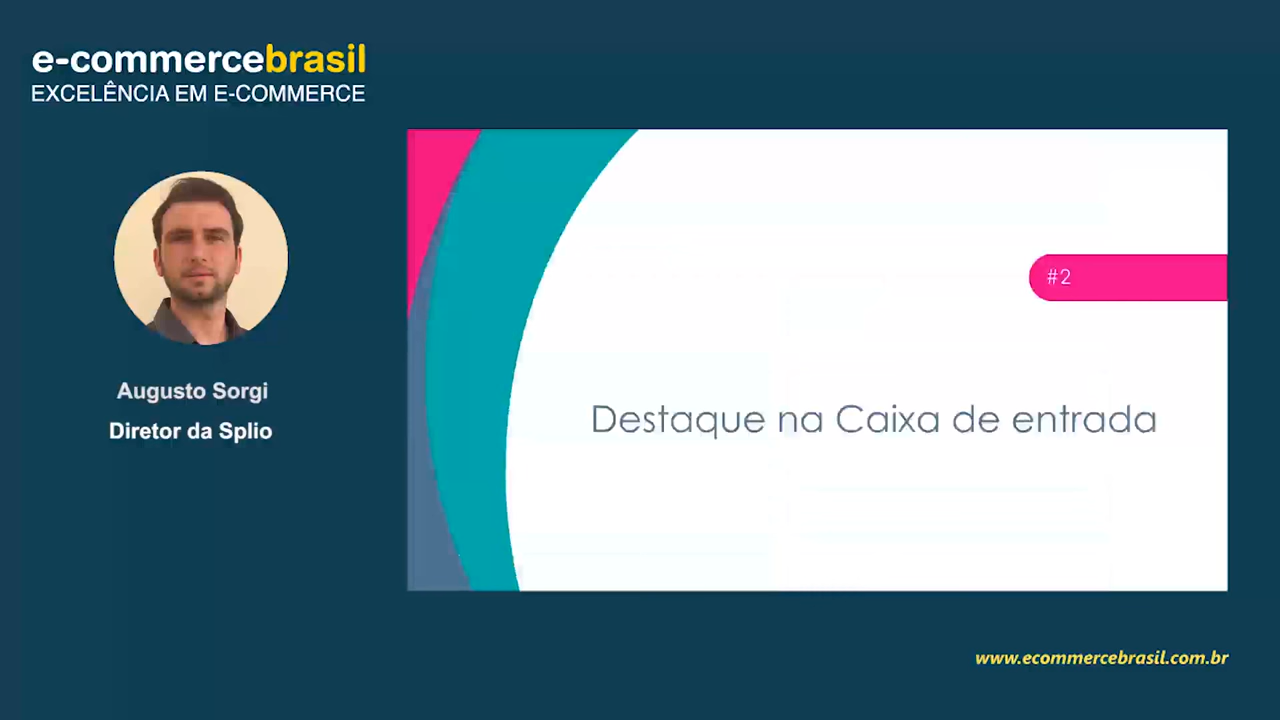 e-commercebrasil
EXCELÊNCIA EM E-COMMERCE
#2
Destaque na Caixa de entrada
Augusto Sorgi
Diretor da Splio
www.ecommercebrasil.com.br